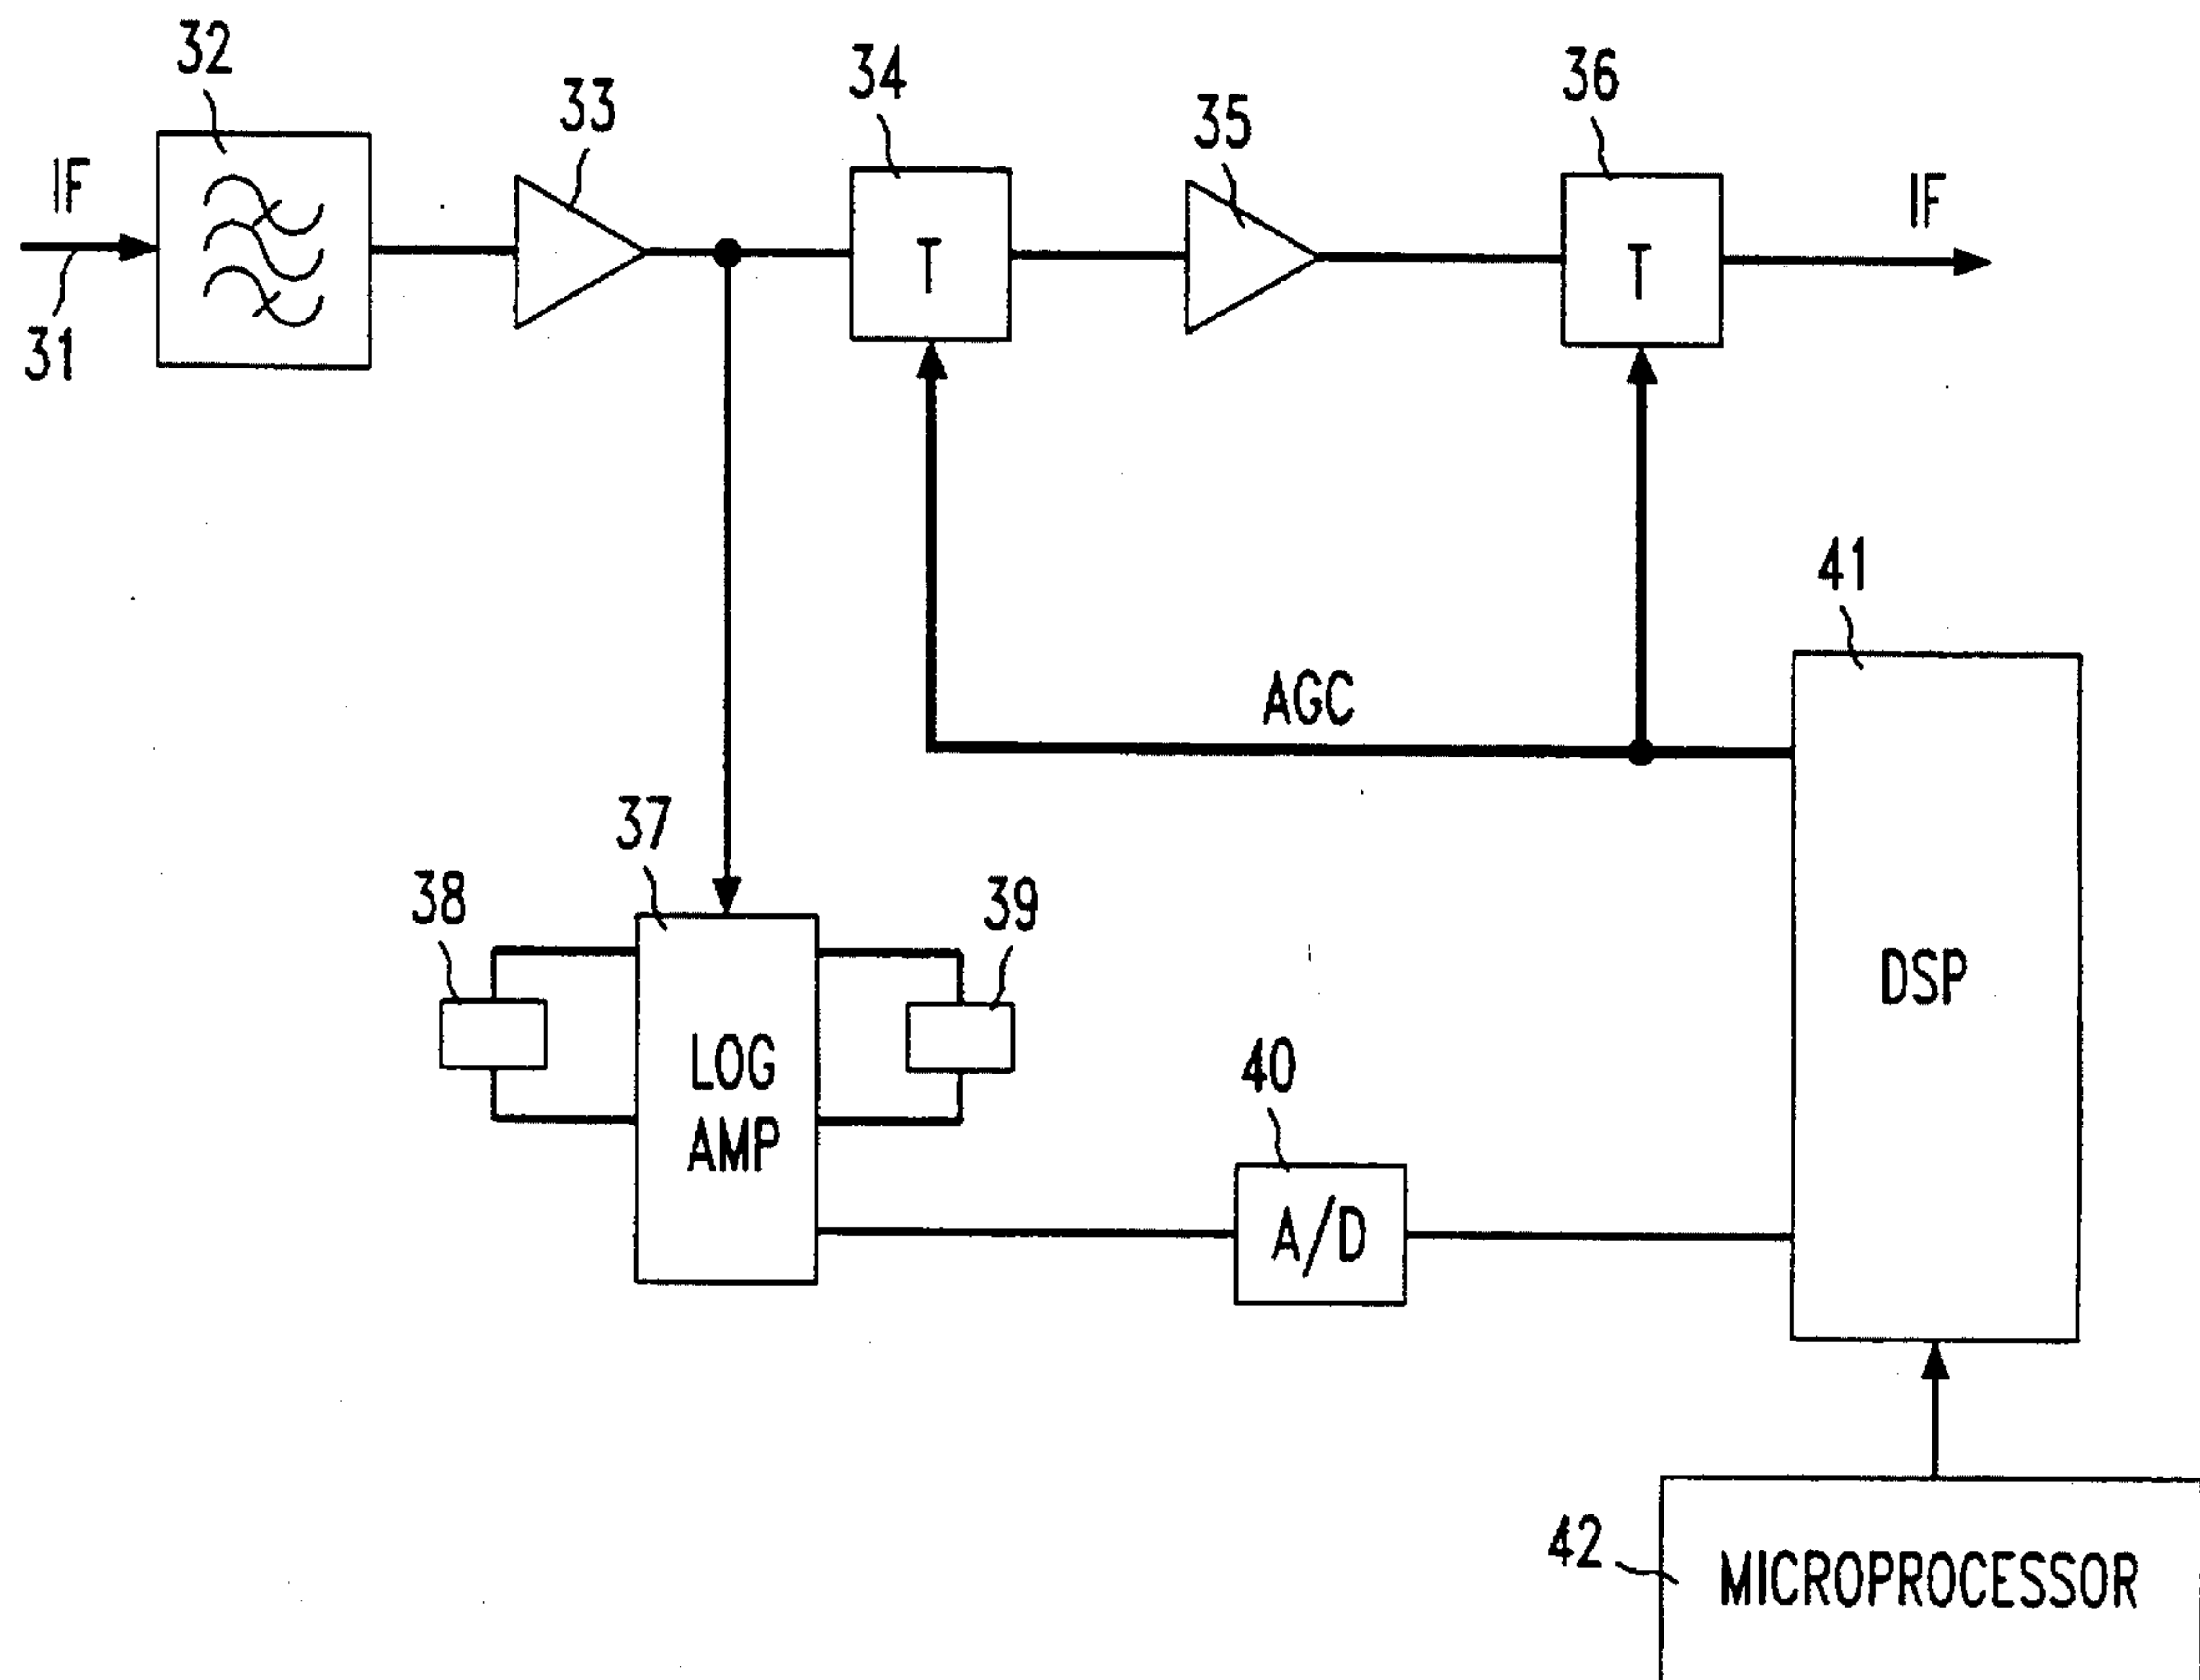 32
33
34
35
36
IF
T
T
IF
31
41
AGC
37
38
39
DSP
LOG
AMP
40
A/D
42
MICROPROCESSOR